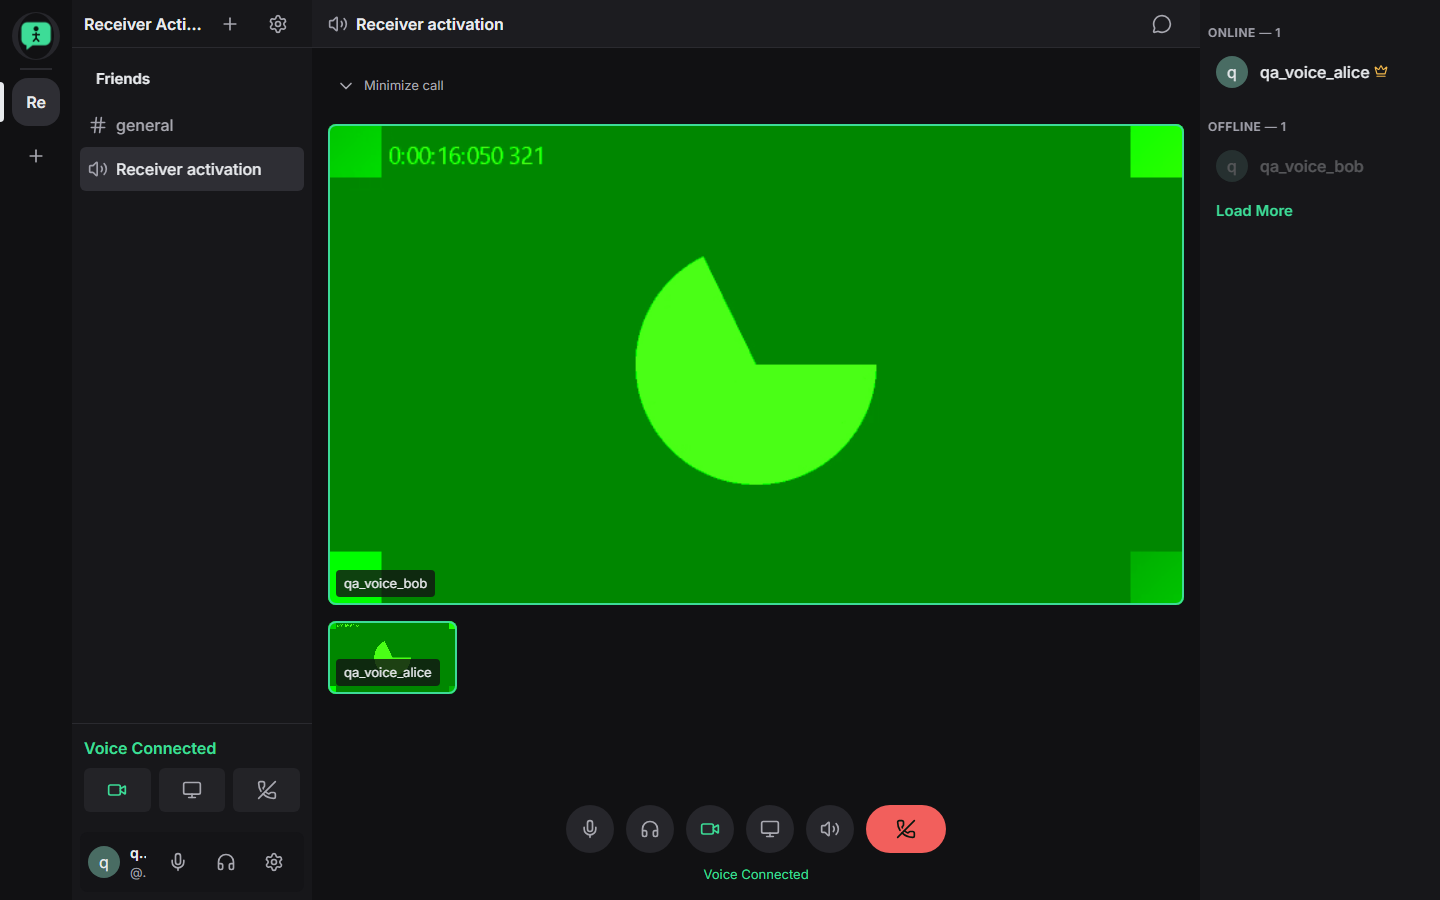 Re
Receiver Acti...
Friends
general
Receiver activation
Voice Connected
q
q..
@.
Receiver activation
Minimize call
0:00:16:050 321
qa_voice_bob
qa_voice_alice
Voice Connected
ONLINE — 1
q
qa_voice_alice
OFFLINE — 1
q
qa_voice_bob
Load More